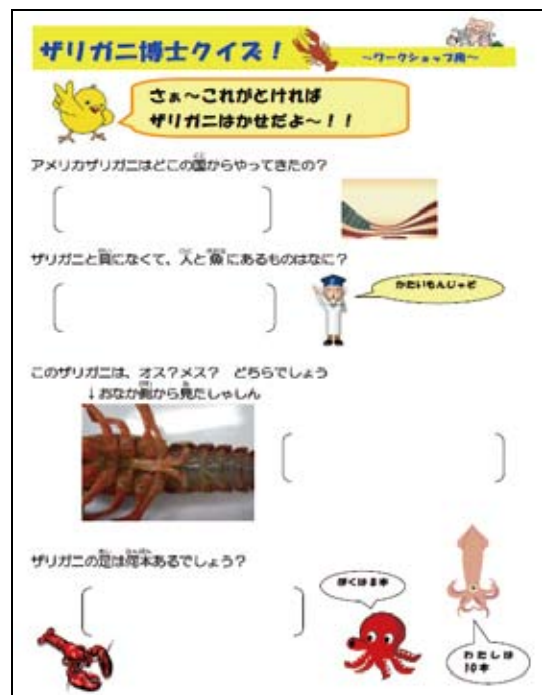 ザリガニ博士クイズ!
~ワークショップ用~
さぁ~これがとければ
ザリガニはかせだよ~!!
アメリカザリガニはどこの国からやってきたの?
ザリガニと貝になくて、人と魚にあるものはなに?
かたいもんじゃぞ
このザリガニは、オス?メス? どちらでしょう
↓おなか側から見たしゃしん
ザリガニの足は何本あるでしょう?
ぼくは8本
わたしは
10本